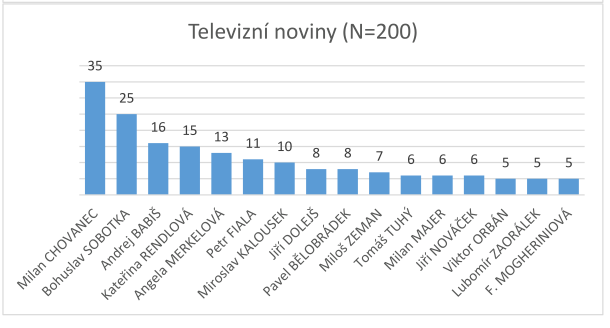 Televizní noviny (N=200)
35
25
16
15
13
11
10
8
8
7
6
6
6
5
5
5
Milan CHOVANEC
Bohuslav SOBOTKA
Andrej BABIŠ
Kateřina RENDLOVÁ
Angela MERKELOVÁ
Petr FIALA
Miroslav KALOUSEK
Jiří DOLEJŠ
Pavel BĚLOBRÁDEK
Miloš ZEMAN
Tomáš TUHÝ
Milan MAJER
Jiří NOVÁČEK
Viktor ORBÁN
Lubomír ZAORÁLEK
F. MOGHERINIOVÁ